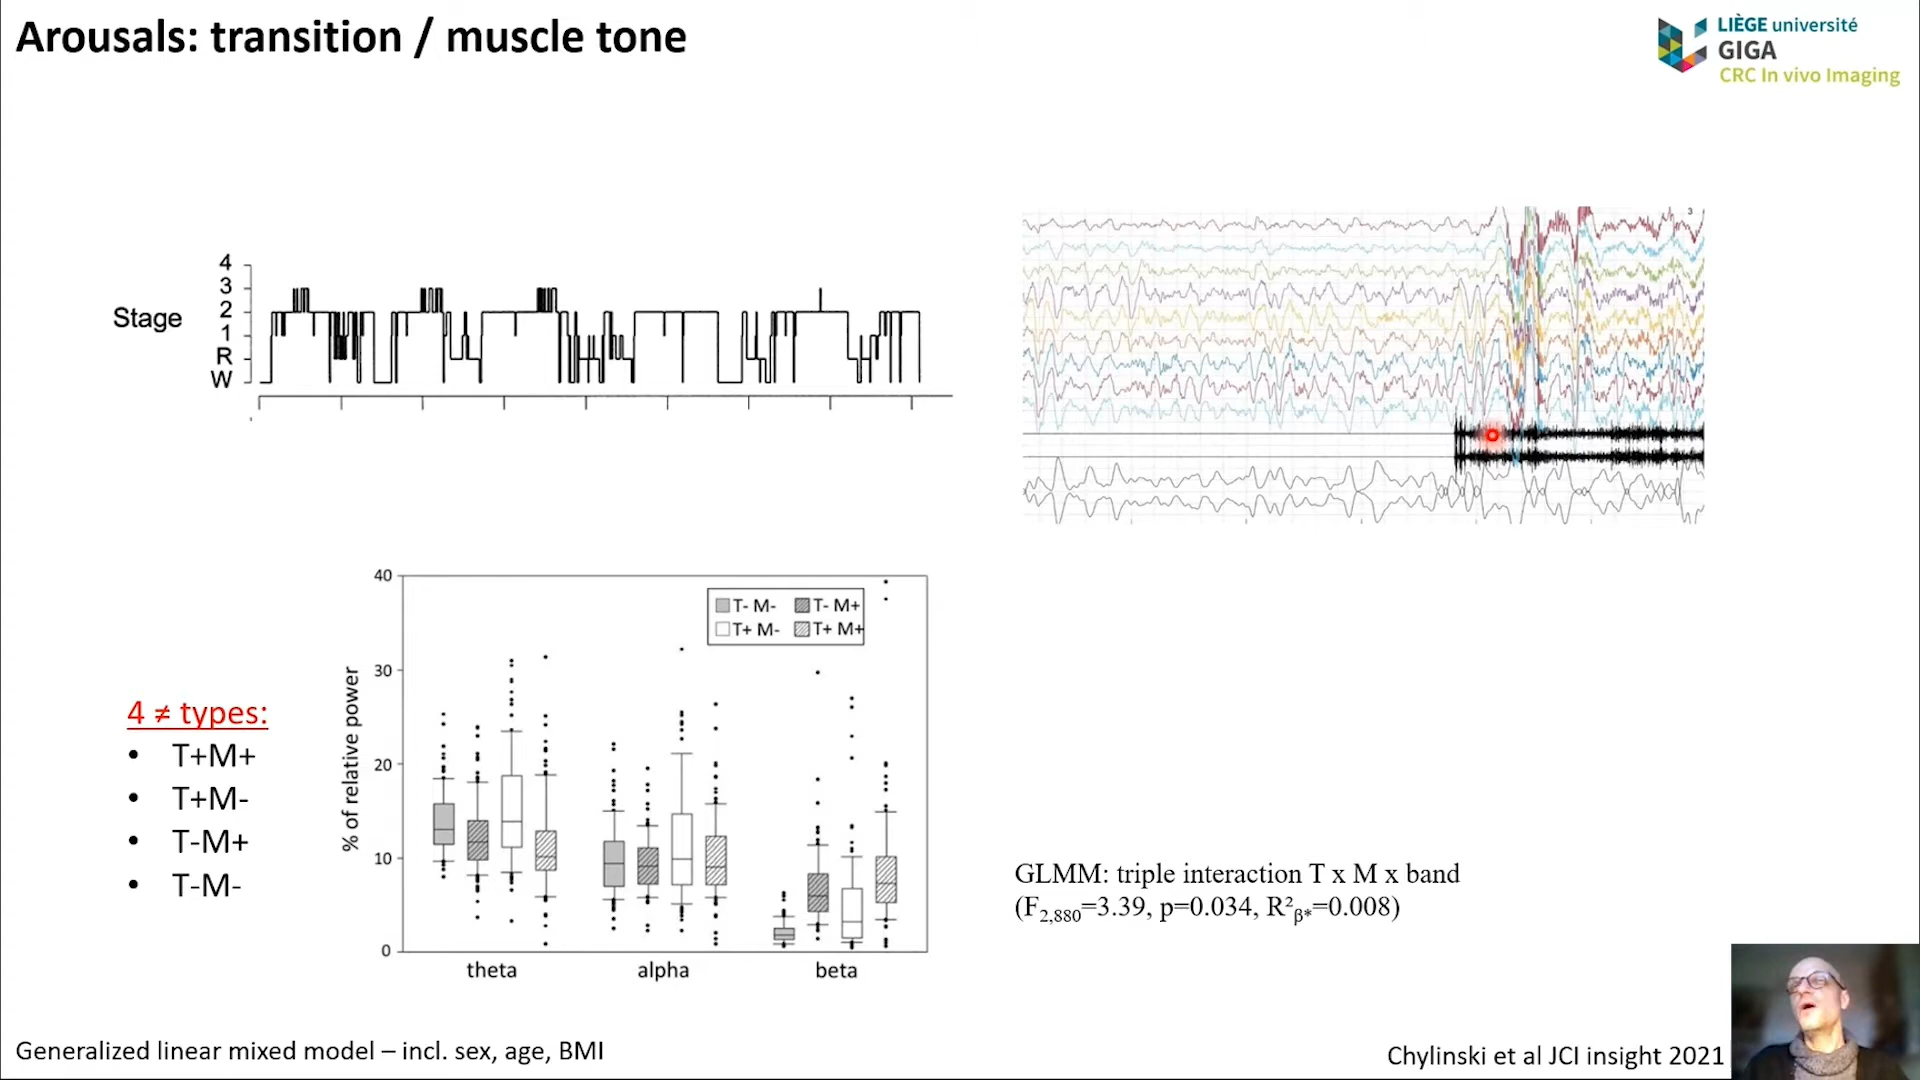 Arousals: transition / muscle tone
LIÈGE université
GIGA
CRC In vivo Imaging
4
3
2
1
R
W
Stage
3
40
30
20
10
0
% of relative power
T- M-
T- M+
T+ M-
T+ M+
theta
alpha
beta
4 ≠ types:
• T+M+
• T+M-
• T-M+
• T-M-
GLMM: triple interaction T x M x band
(F2,880=3.39, p=0.034, R²β*=0.008)
Generalized linear mixed model – incl. sex, age, BMI
Chylinski et al JCI insight 2021